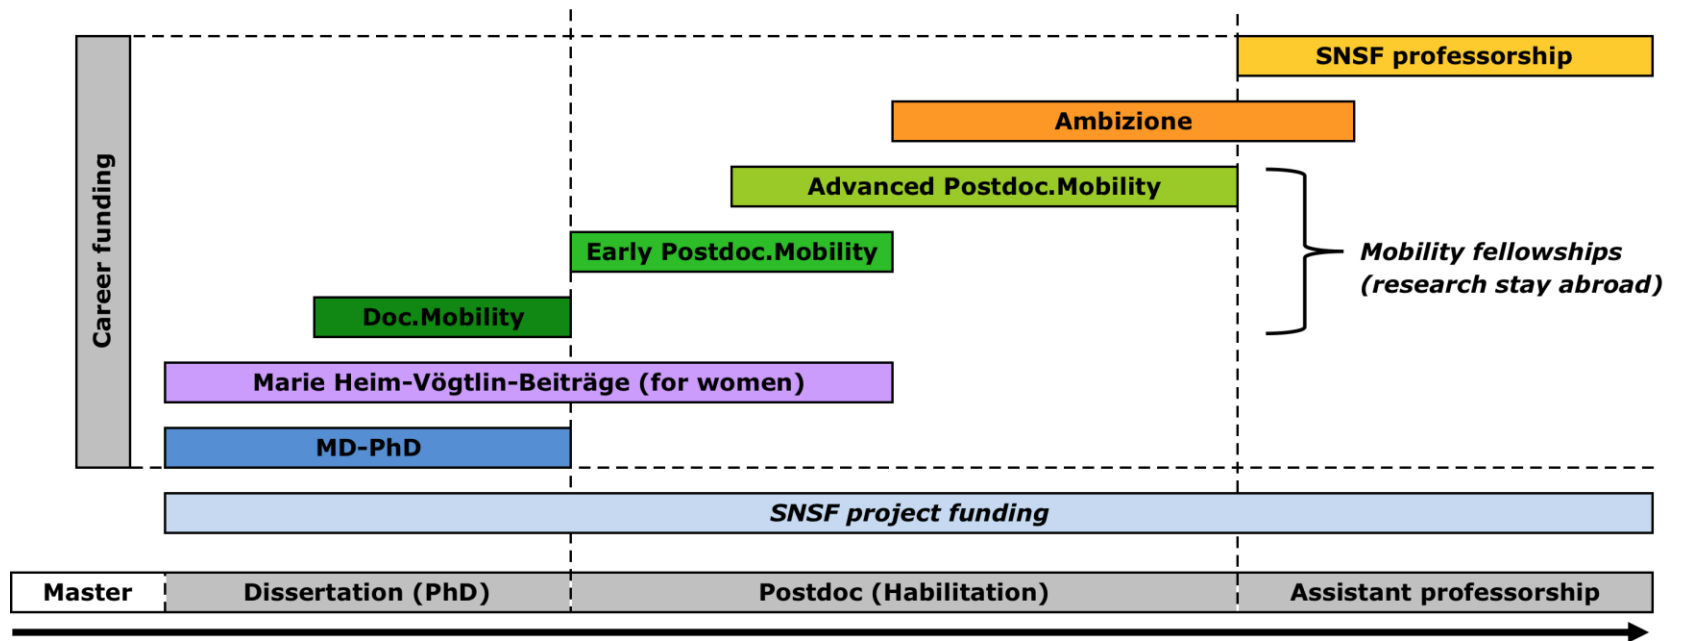 Career funding
SNSF professorship
Ambizione
Advanced Postdoc.Mobility
Early Postdoc.Mobility
Mobility fellowships
(research stay abroad)
Doc.Mobility
Marie Heim-Vögtlin-Beiträge (for women)
MD-PhD
SNSF project funding
Master
Dissertation (PhD)
Postdoc (Habilitation)
Assistant professorship